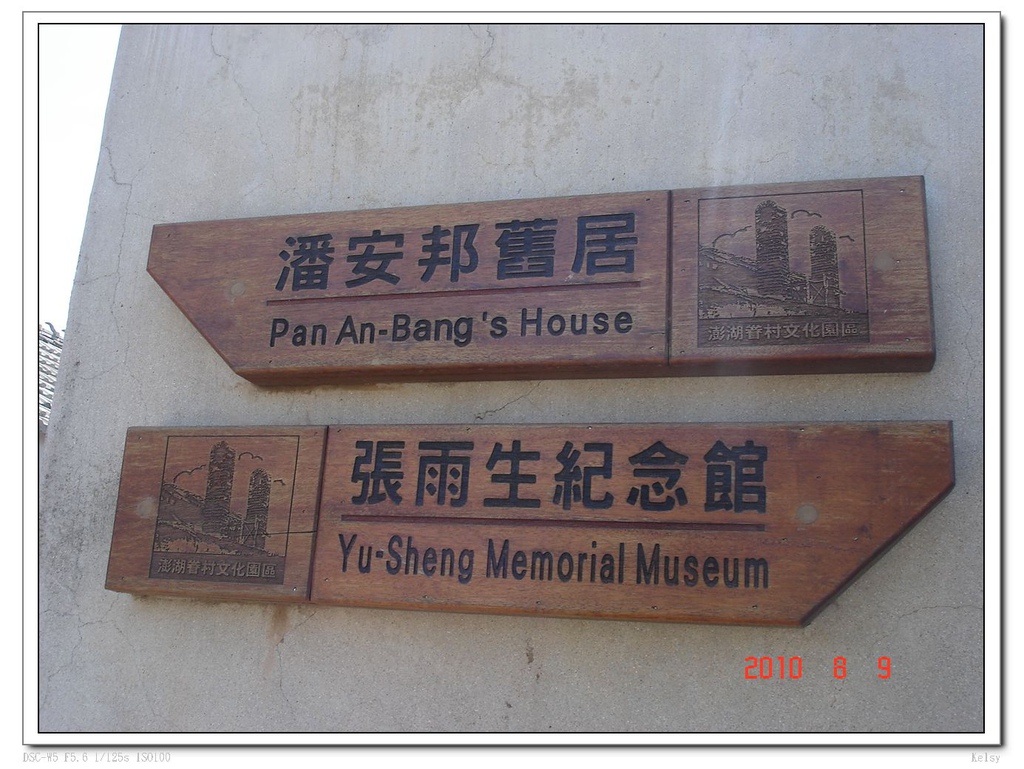 潘安邦舊居
Pan An-Bang's House
澎湖眷村文化園區
張雨生紀念館
Yu-Sheng Memorial Museum
澎湖眷村文化園區
2010 8 9
DSC-W5 F5.6 1/125s ISO100
Kelsy